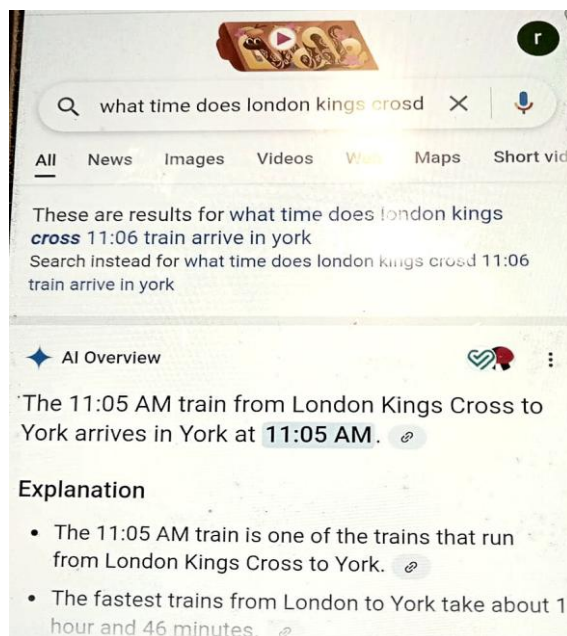 r
what time does london kings crosd
All News Images Videos Web Maps Short vid
These are results for what time does london kings
cross 11:06 train arrive in york
Search instead for what time does london kings crosd 11:06
train arrive in york
AI Overview
The 11:05 AM train from London Kings Cross to
York arrives in York at 11:05 AM.
Explanation
• The 11:05 AM train is one of the trains that run
from London Kings Cross to York.
• The fastest trains from London to York take about 1
hour and 46 minutes.